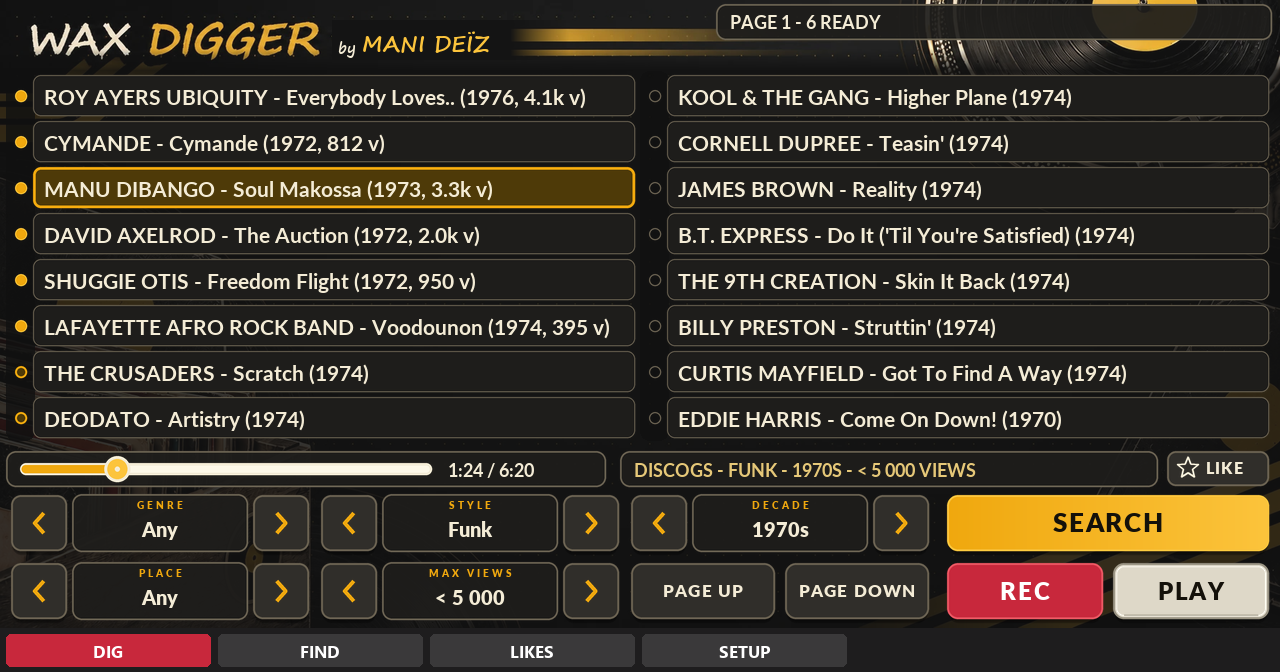 WAX DIGGER by MANI DEÏZ
PAGE 1 - 6 READY
ROY AYERS UBIQUITY - Everybody Loves.. (1976, 4.1k v)
CYMANDE - Cymande (1972, 812 v)
MANU DIBANGO - Soul Makossa (1973, 3.3k v)
DAVID AXELROD - The Auction (1972, 2.0k v)
SHUGGIE OTIS - Freedom Flight (1972, 950 v)
LAFAYETTE AFRO ROCK BAND - Voodounon (1974, 395 v)
THE CRUSADERS - Scratch (1974)
DEODATO - Artistry (1974)
KOOL & THE GANG - Higher Plane (1974)
CORNELL DUPREE - Teasin' (1974)
JAMES BROWN - Reality (1974)
B.T. EXPRESS - Do It ('Til You're Satisfied) (1974)
THE 9TH CREATION - Skin It Back (1974)
BILLY PRESTON - Struttin' (1974)
CURTIS MAYFIELD - Got To Find A Way (1974)
EDDIE HARRIS - Come On Down! (1970)
1:24 / 6:20
DISCOGS - FUNK - 1970S - < 5 000 VIEWS
LIKE
GENRE
Any
STYLE
Funk
DECADE
1970s
SEARCH
PLACE
Any
MAX VIEWS
< 5 000
PAGE UP
PAGE DOWN
REC
PLAY
DIG
FIND
LIKES
SETUP